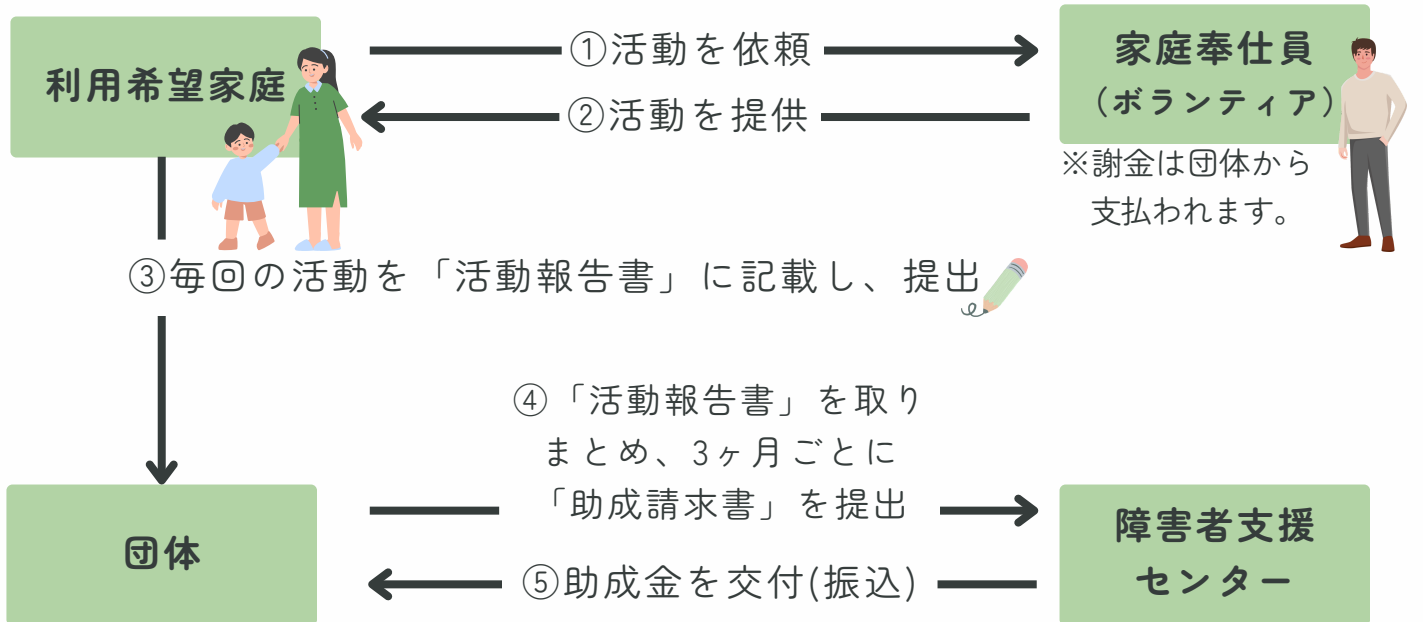 利用希望家庭
①活動を依頼
②活動を提供
家庭奉仕員
（ボランティア）
※謝金は団体から
支払われます。
③毎回の活動を「活動報告書」に記載し、提出
④「活動報告書」を取り
まとめ、3ヶ月ごとに
「助成請求書」を提出
団体
⑤助成金を交付(振込)
障害者支援
センター